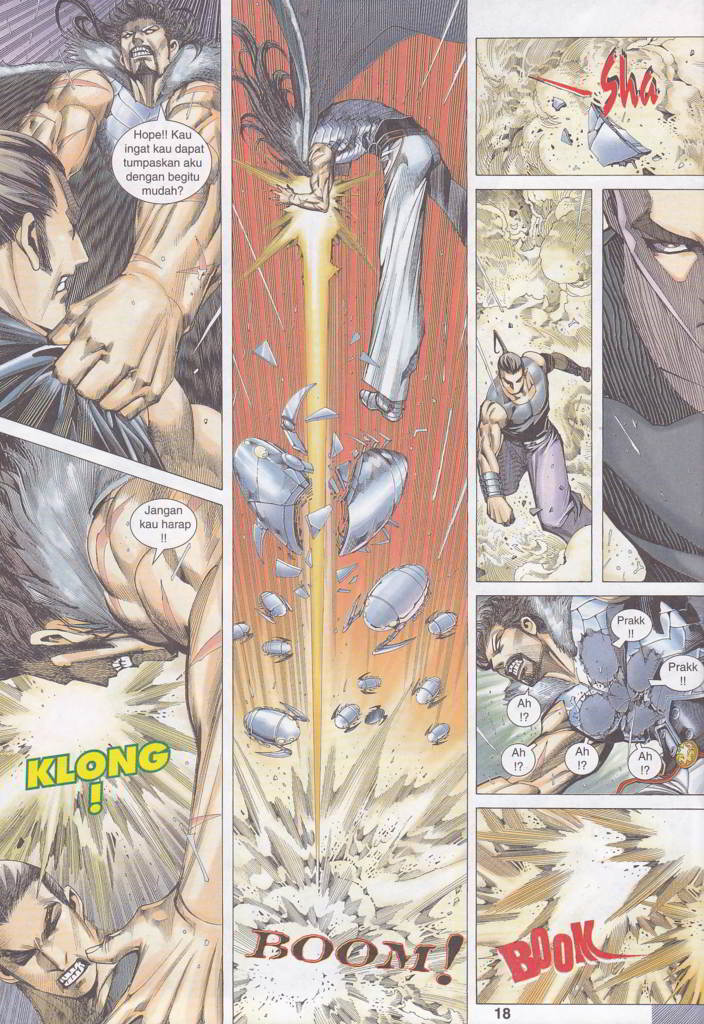 Hope!! Kau
ingat kau dapat
tumpaskan aku
dengan begitu
mudah?
Jangan
kau harap
!!
KLONG
!
BOOM!
Sha
Prakk
!!
Prakk
!!
Ah
!?
Ah
!?
Ah
!?
Ah
!?
BOOM
18